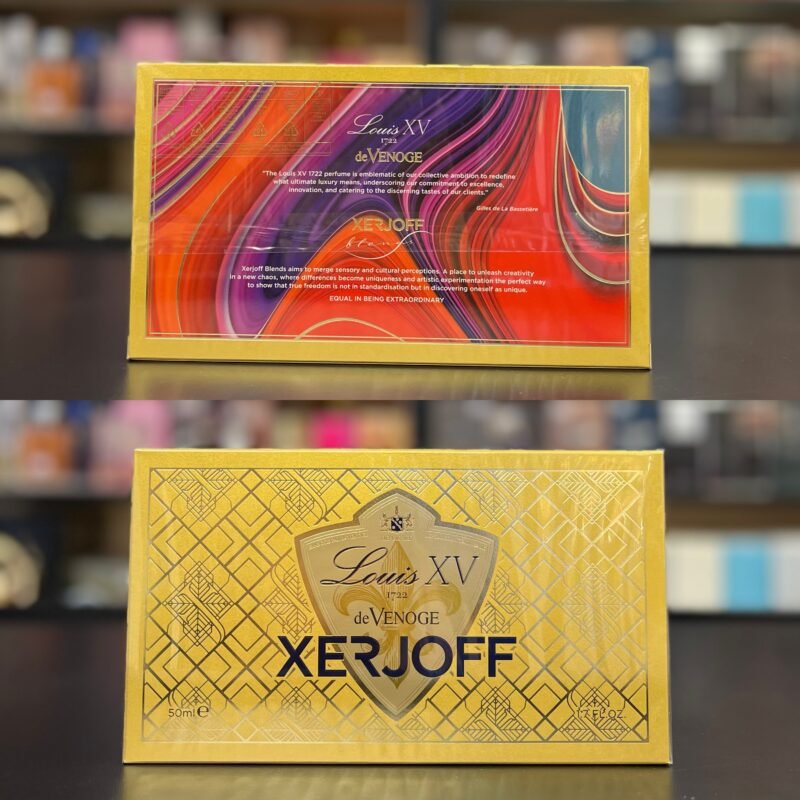 Louis XV
1722
de VENOGE
"The Louis XV 1722 perfume is emblematic of our collective ambition to redefine
what ultimate luxury means, underscoring our commitment to excellence,
innovation, and catering to the discerning tastes of our clients."
Gilles de La Bassetière
XERJOFF
blends
Xerjoff Blends aims to merge sensory and cultural perceptions. A place to unleash creativity
in a new chaos, where differences become uniqueness and artistic experimentation the perfect way
to show that true freedom is not in standardisation but in discovering oneself as unique.
EQUAL IN BEING EXTRAORDINARY
Louis XV
1722
de VENOGE
XERJOFF
50ml ℮
1.7 FL.OZ.